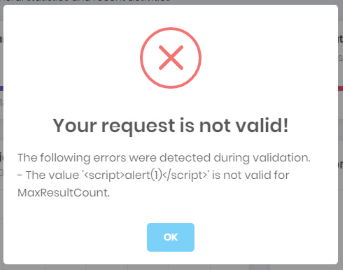 Your request is not valid!
The following errors were detected during validation.
- The value '<script>alert(1)</script>' is not valid for
MaxResultCount.
OK